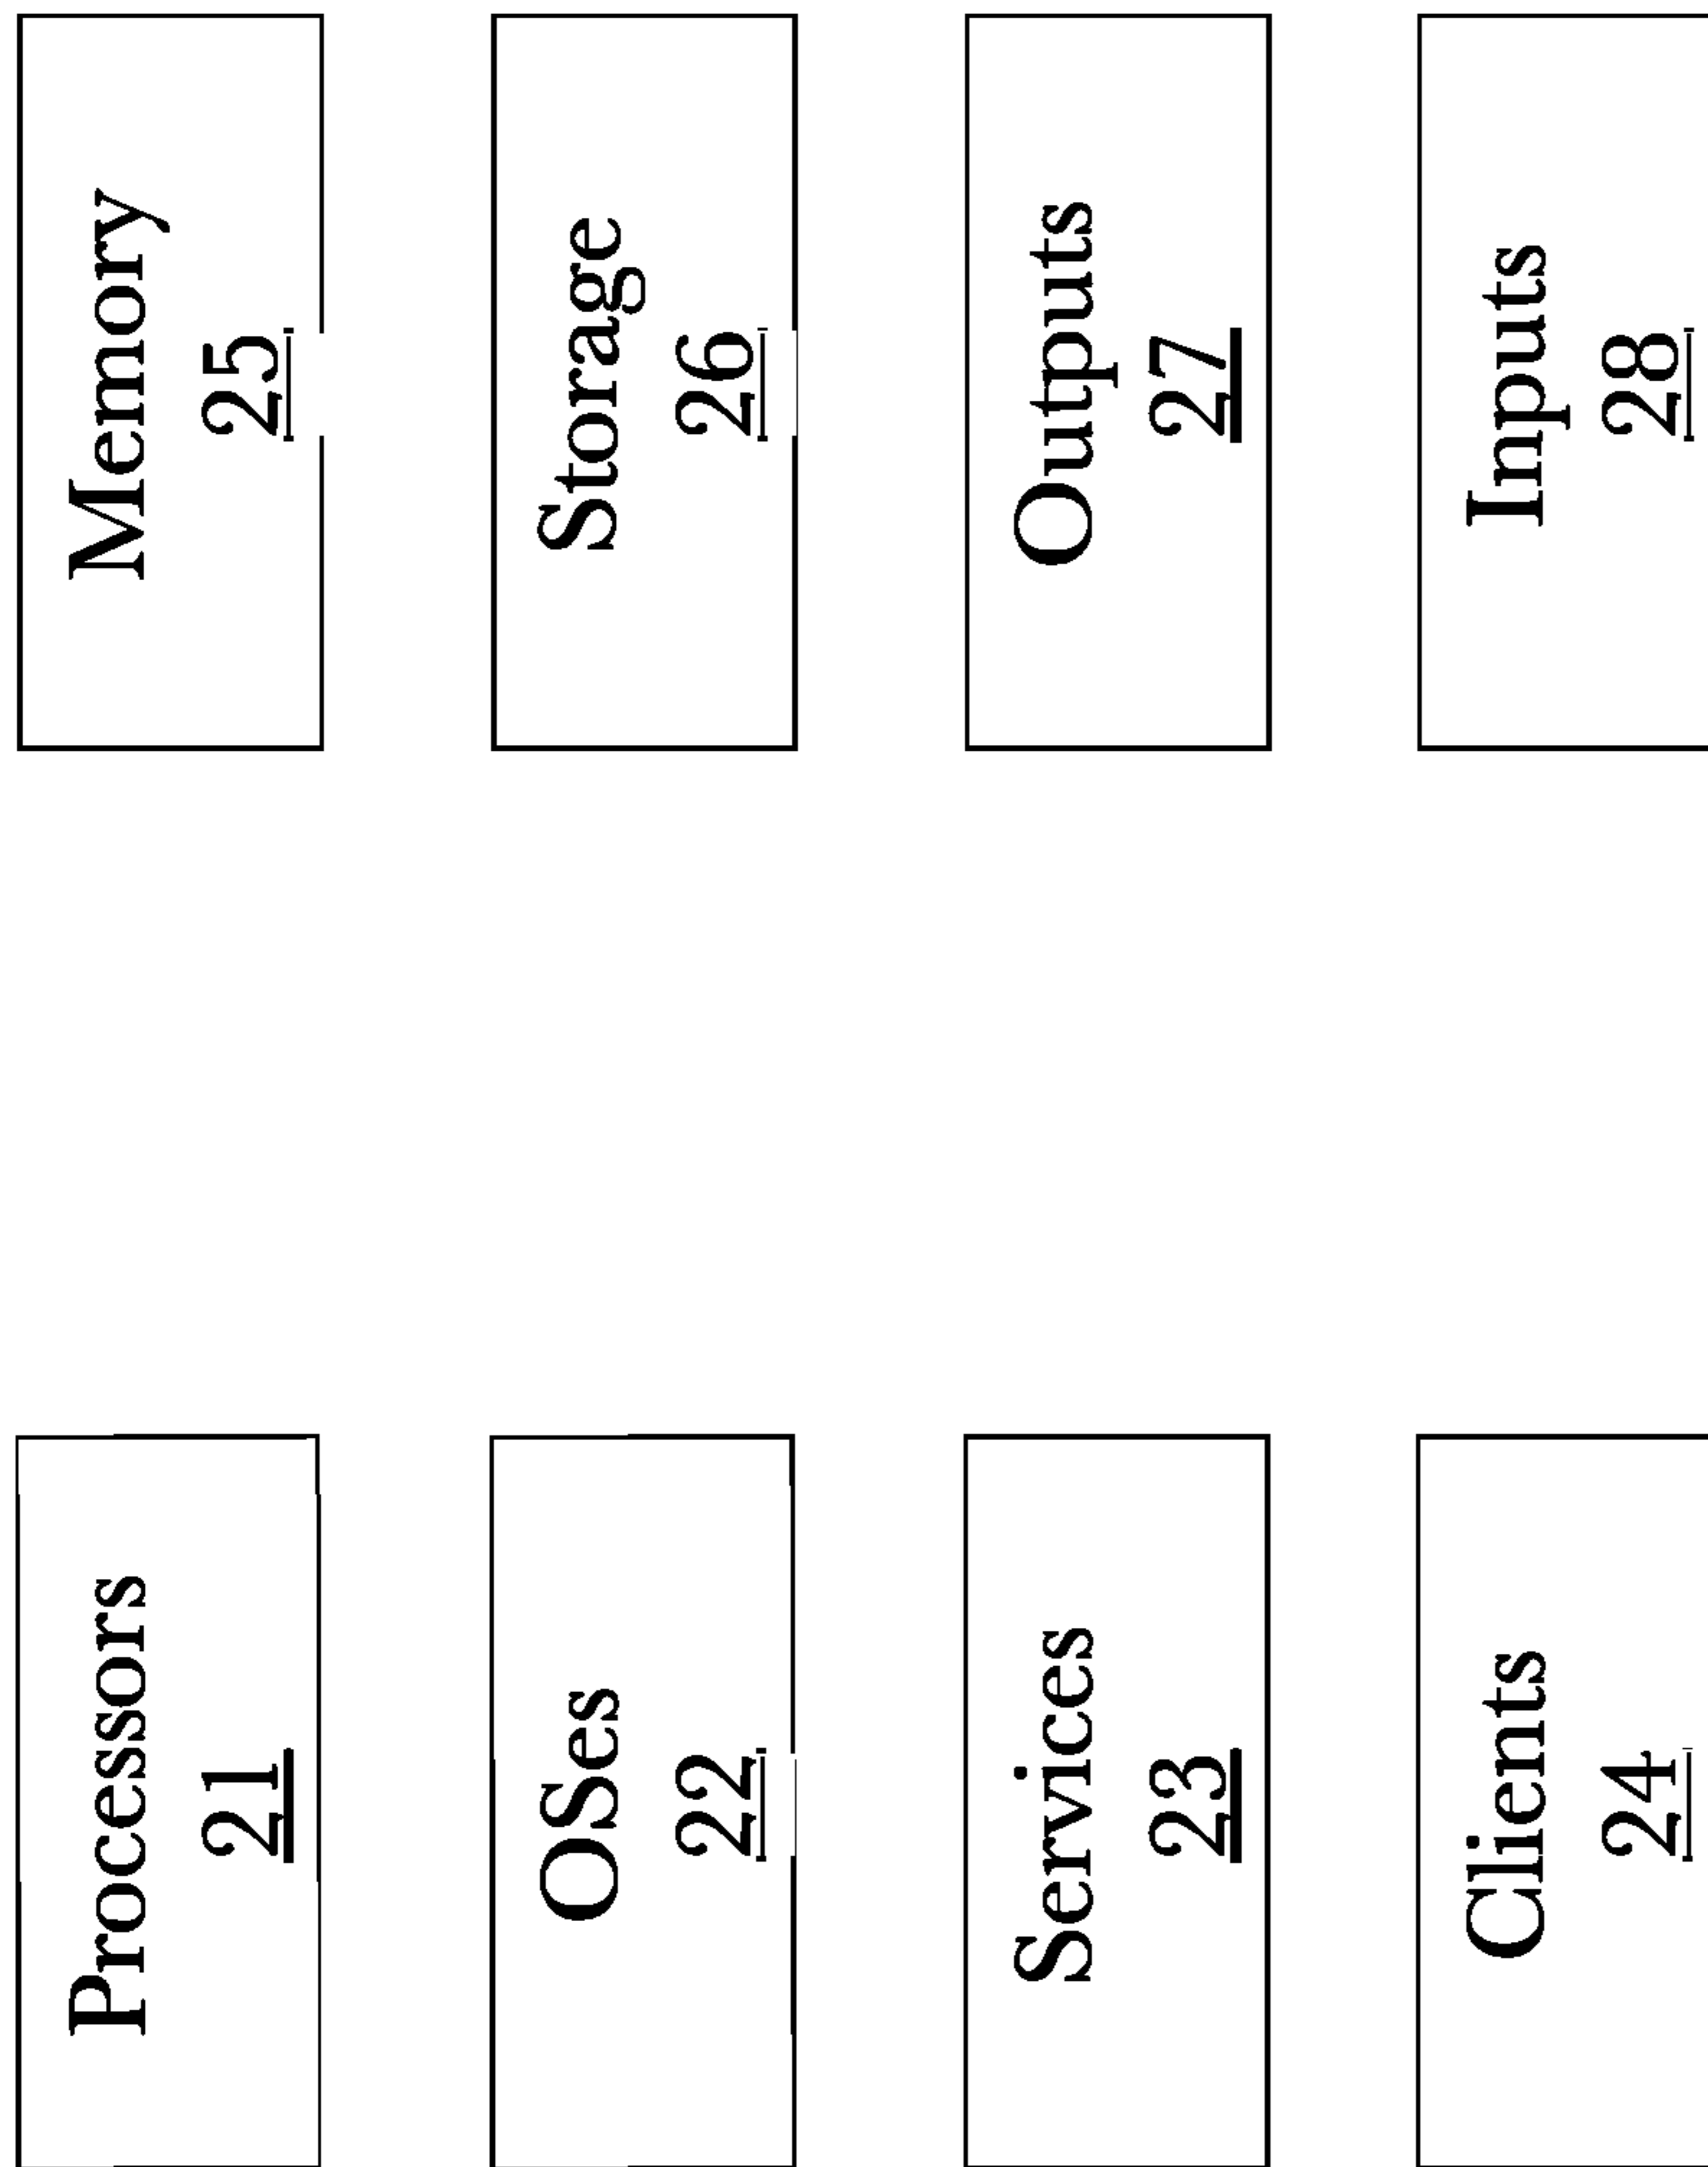 Processors
21
OSes
22
Services
23
Clients
24
Memory
25
Storage
26
Outputs
27
Inputs
28